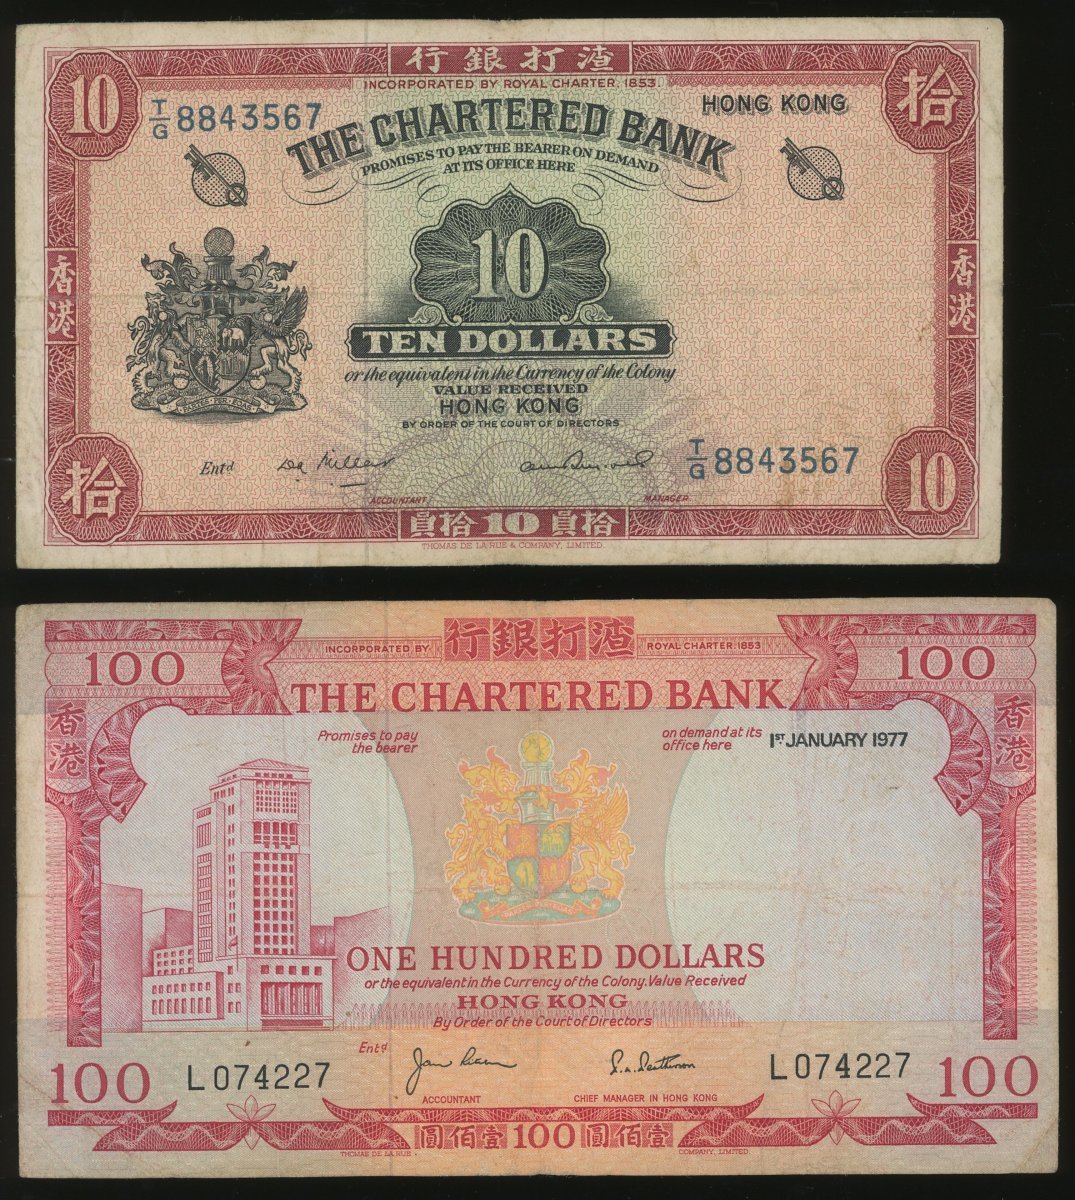 行銀打渣
INCORPORATED BY ROYAL CHARTER. 1853.
10
拾
T/G 8843567
HONG KONG
THE CHARTERED BANK
PROMISES TO PAY THE BEARER ON DEMAND
AT ITS OFFICE HERE
10
香港
香港
TEN DOLLARS
or the equivalent in the Currency of the Colony
VALUE RECEIVED
HONG KONG
BY ORDER OF THE COURT OF DIRECTORS
T/G 8843567
拾
Entd
10
ACCOUNTANT
MANAGER
員拾 10 員拾
THOMAS DE LA RUE & COMPANY, LIMITED.
INCORPORATED BY 行銀打渣 ROYAL CHARTER. 1853
100
100
THE CHARTERED BANK
香港
香港
Promises to pay
the bearer
on demand at its
office here
1ST JANUARY 1977
ONE HUNDRED DOLLARS
or the equivalent in the Currency of the Colony. Value Received
HONG KONG
By Order of the Court of Directors
Entd
100
L074227
L074227
100
ACCOUNTANT
CHIEF MANAGER IN HONG KONG
圓佰壹 100 圓佰壹
THOMAS DE LA RUE
COMPANY, LIMITED.